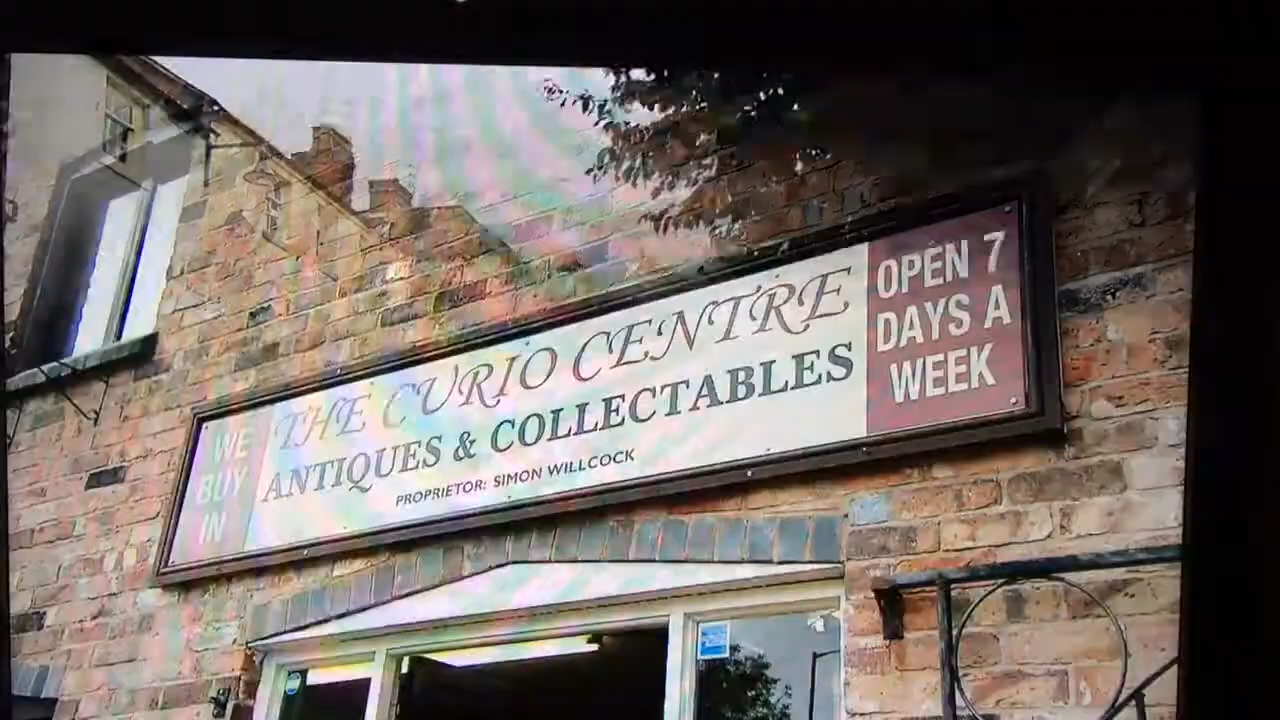 WE
BUY
IN
THE CURIO CENTRE
ANTIQUES & COLLECTABLES
PROPRIETOR: SIMON WILLCOCK
OPEN 7
DAYS A
WEEK